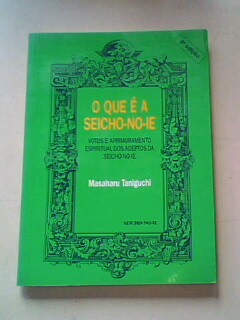 O QUE É A
SEICHO-NO-IE
VOTOS E APRIMORAMENTO
ESPIRITUAL DOS ADEPTOS DA
SEICHO-NO-IE
Masaharu Taniguchi
SEICHO-NO-IE